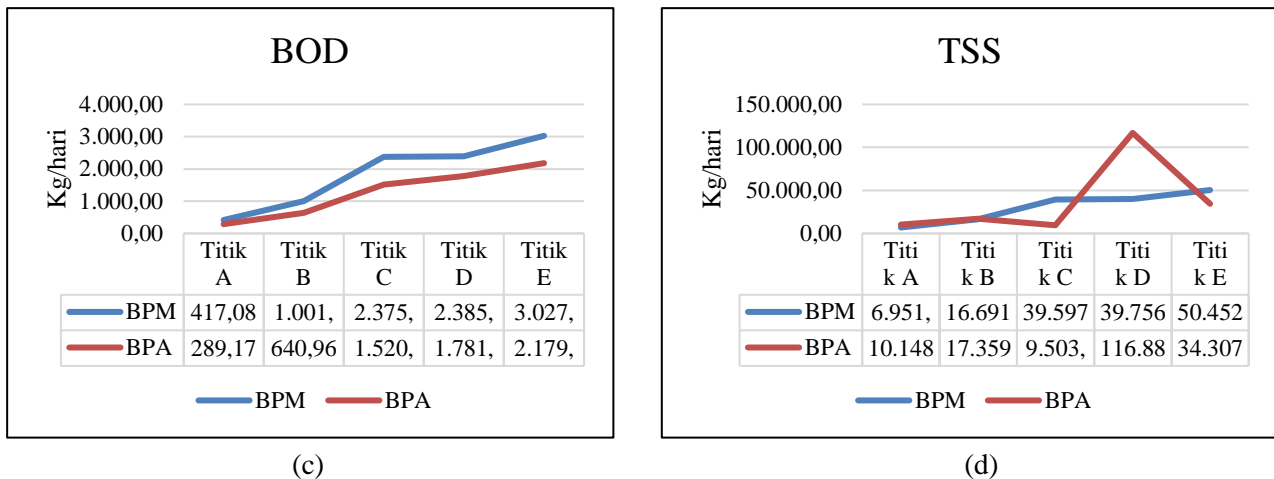 BOD
Kg/hari
4.000,00
3.000,00
2.000,00
1.000,00
0,00
Titik A Titik B Titik C Titik D Titik E
BPM 417,08 1.001, 2.375, 2.385, 3.027,
BPA 289,17 640,96 1.520, 1.781, 2.179,
BPM BPA
(c)
TSS
Kg/hari
150.000,00
100.000,00
50.000,00
0,00
Titi Titi Titi Titi Titi
k A k B k C k D k E
BPM 6.951, 16.691 39.597 39.756 50.452
BPA 10.148 17.359 9.503, 116.88 34.307
BPM BPA
(d)